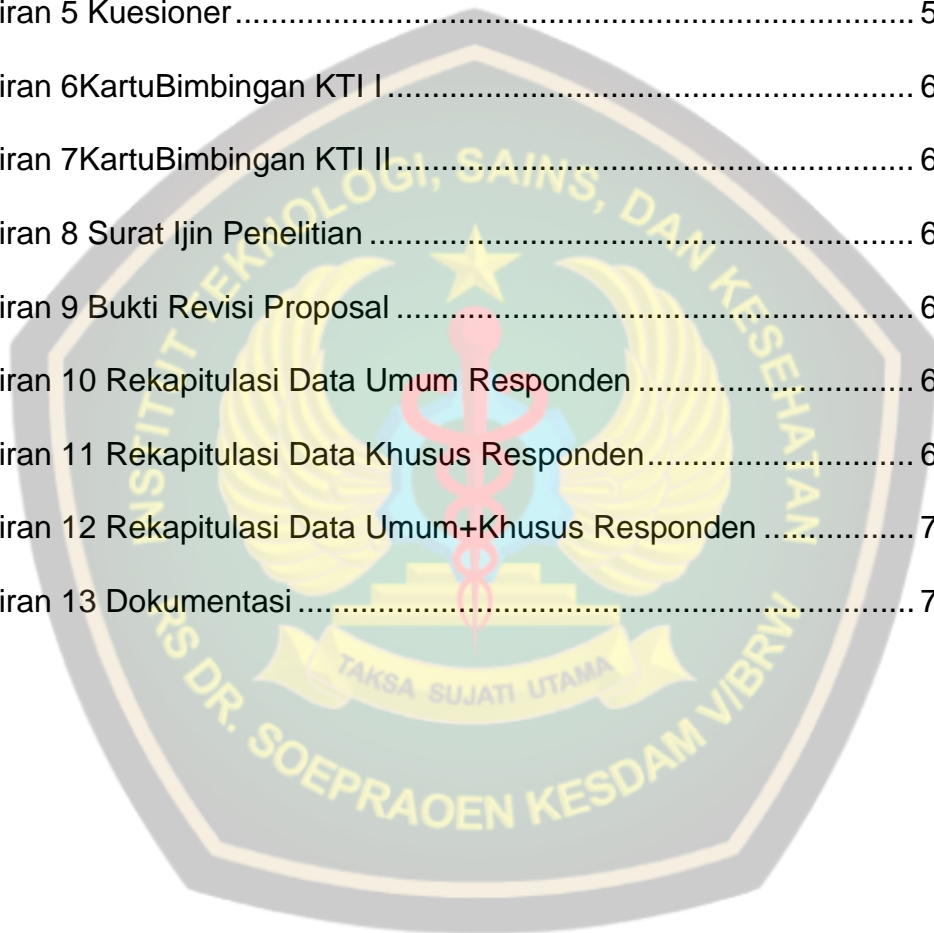 iran 5 Kuesioner........................................................................... 5
iran 6KartuBimbingan KTI I........................................................... 6
iran 7KartuBimbingan KTI II.......................................................... 6
iran 8 Surat Ijin Penelitian ............................................................. 6
iran 9 Bukti Revisi Proposal .......................................................... 6
iran 10 Rekapitulasi Data Umum Responden ............................... 6
iran 11 Rekapitulasi Data Khusus Responden.............................. 6
iran 12 Rekapitulasi Data Umum+Khusus Responden ................. 7
iran 13 Dokumentasi ..................................................................... 7
INSTITUT TEKNOLOGI, SAINS, DAN KESEHATAN
TAKSA SUJATI UTAMA
RS DR. SOEPRAOEN KESDAM V/BRW